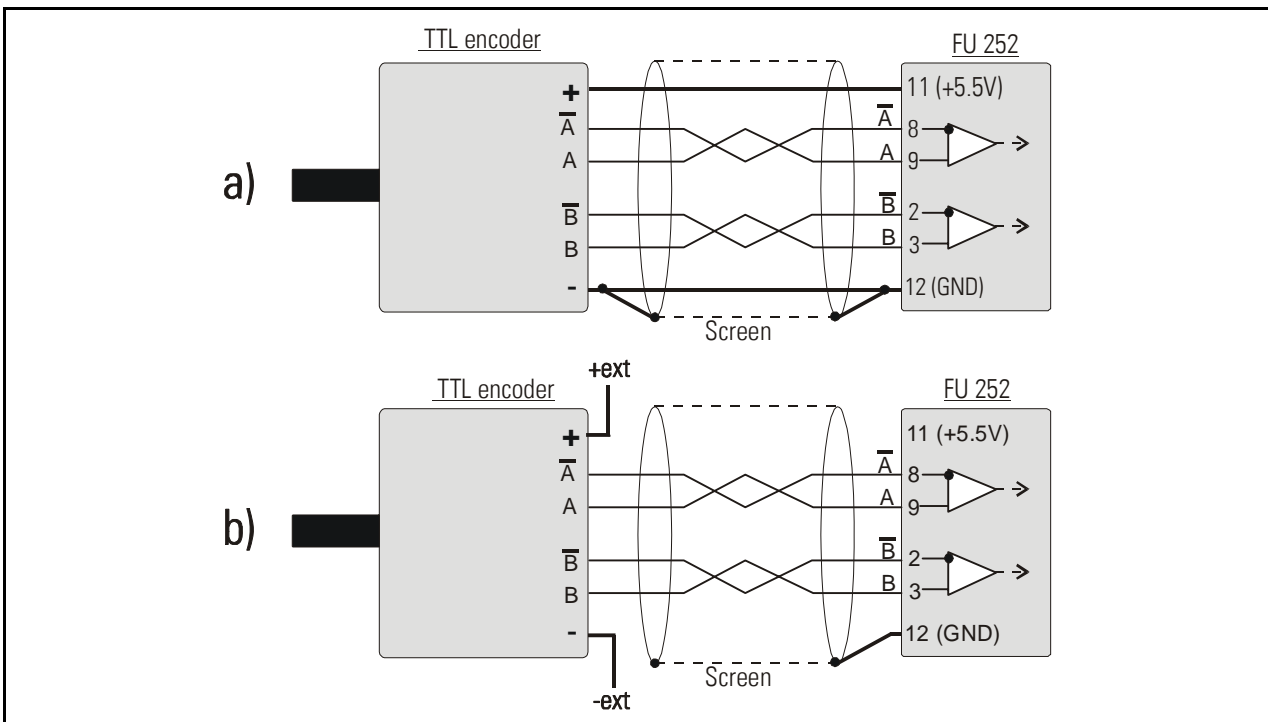 TTL encoder
FU 252
a)
+
A̅
A
B̅
B
-
A̅
A
B̅
B
11 (+5.5V)
8
9
2
3
12 (GND)
Screen
+ext
TTL encoder
FU 252
b)
+
A̅
A
B̅
B
-
A̅
A
B̅
B
11 (+5.5V)
8
9
2
3
12 (GND)
Screen
-ext